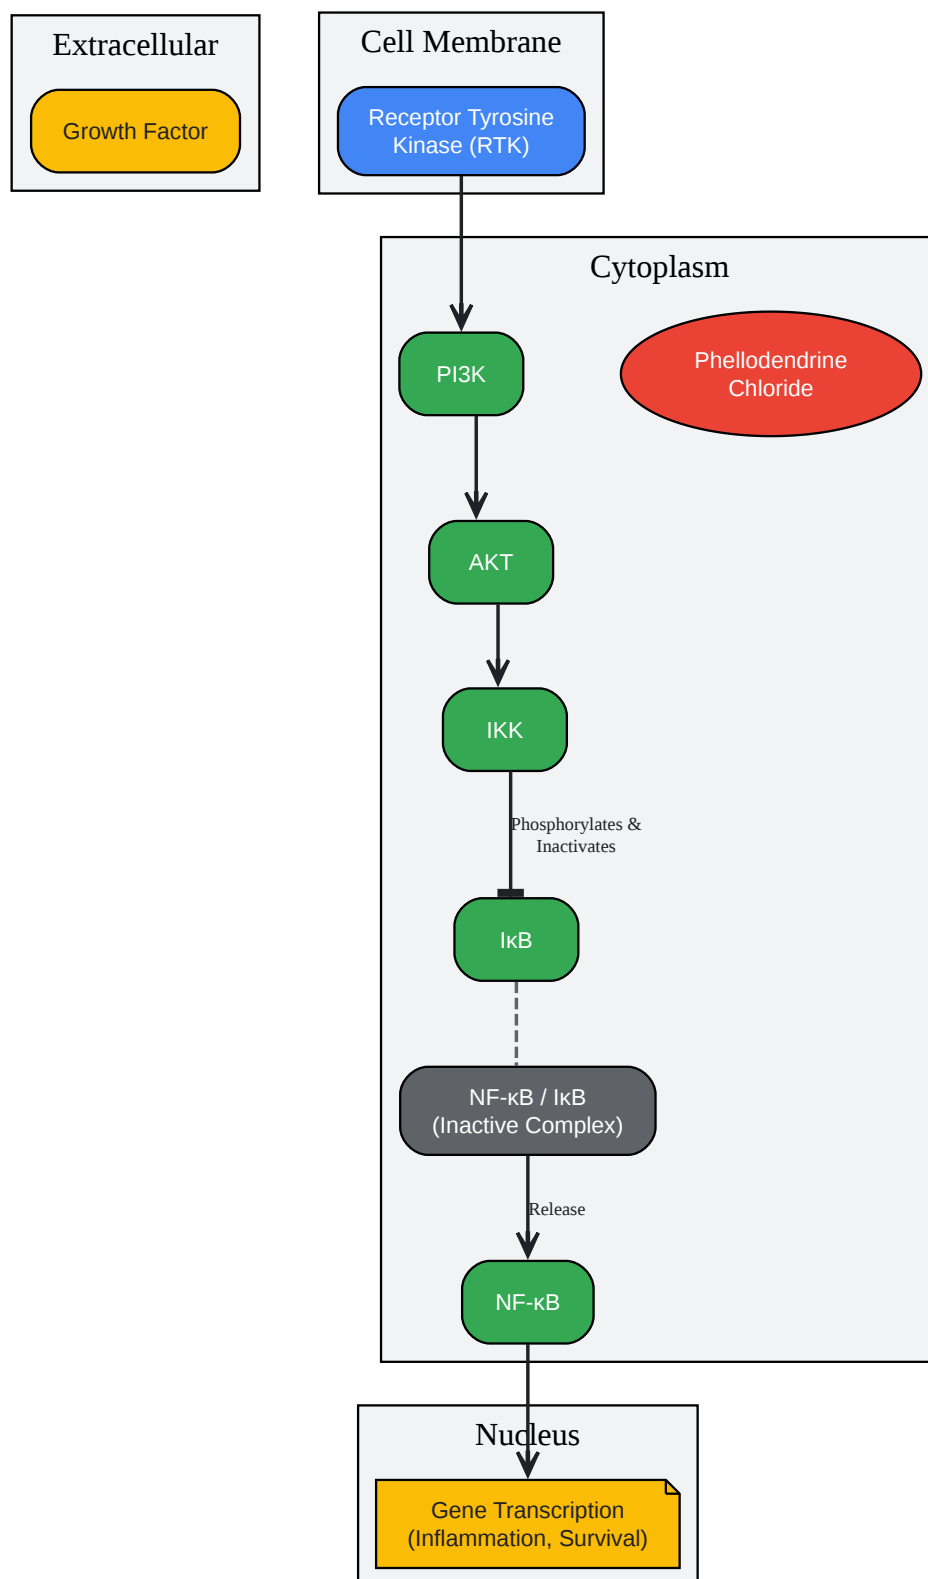 Extracellular
Growth Factor
Cell Membrane
Receptor Tyrosine
Kinase (RTK)
Cytoplasm
PI3K
Phellodendrine
Chloride
AKT
IKK
Phosphorylates &
Inactivates
IκB
NF-κB / IκB
(Inactive Complex)
Release
NF-κB
Nucleus
Gene Transcription
(Inflammation, Survival)